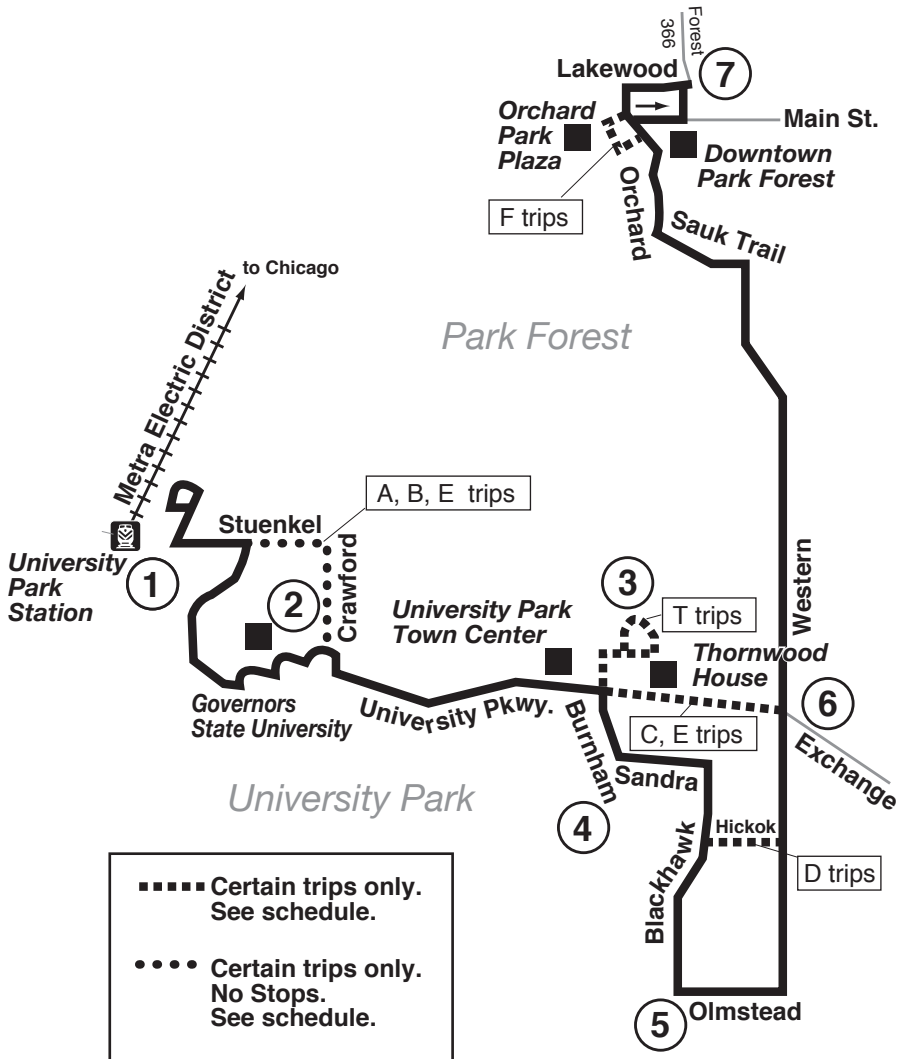 Forest
366
Lakewood
7
Main St.
Orchard
Park
Plaza
Downtown
Park Forest
F trips
Orchard
Sauk Trail
to Chicago
Metra Electric District
Park Forest
A, B, E trips
Stuenkel
University
Park
Station
1
2
Crawford
3
Western
University Park
Town Center
T trips
Thornwood
House
Governors
State University
University Pkwy.
6
C, E trips
Burnham
Exchange
Sandra
University Park
4
Hickok
Blackhawk
D trips
Certain trips only.
See schedule.
Certain trips only.
No Stops.
See schedule.
5
Olmstead